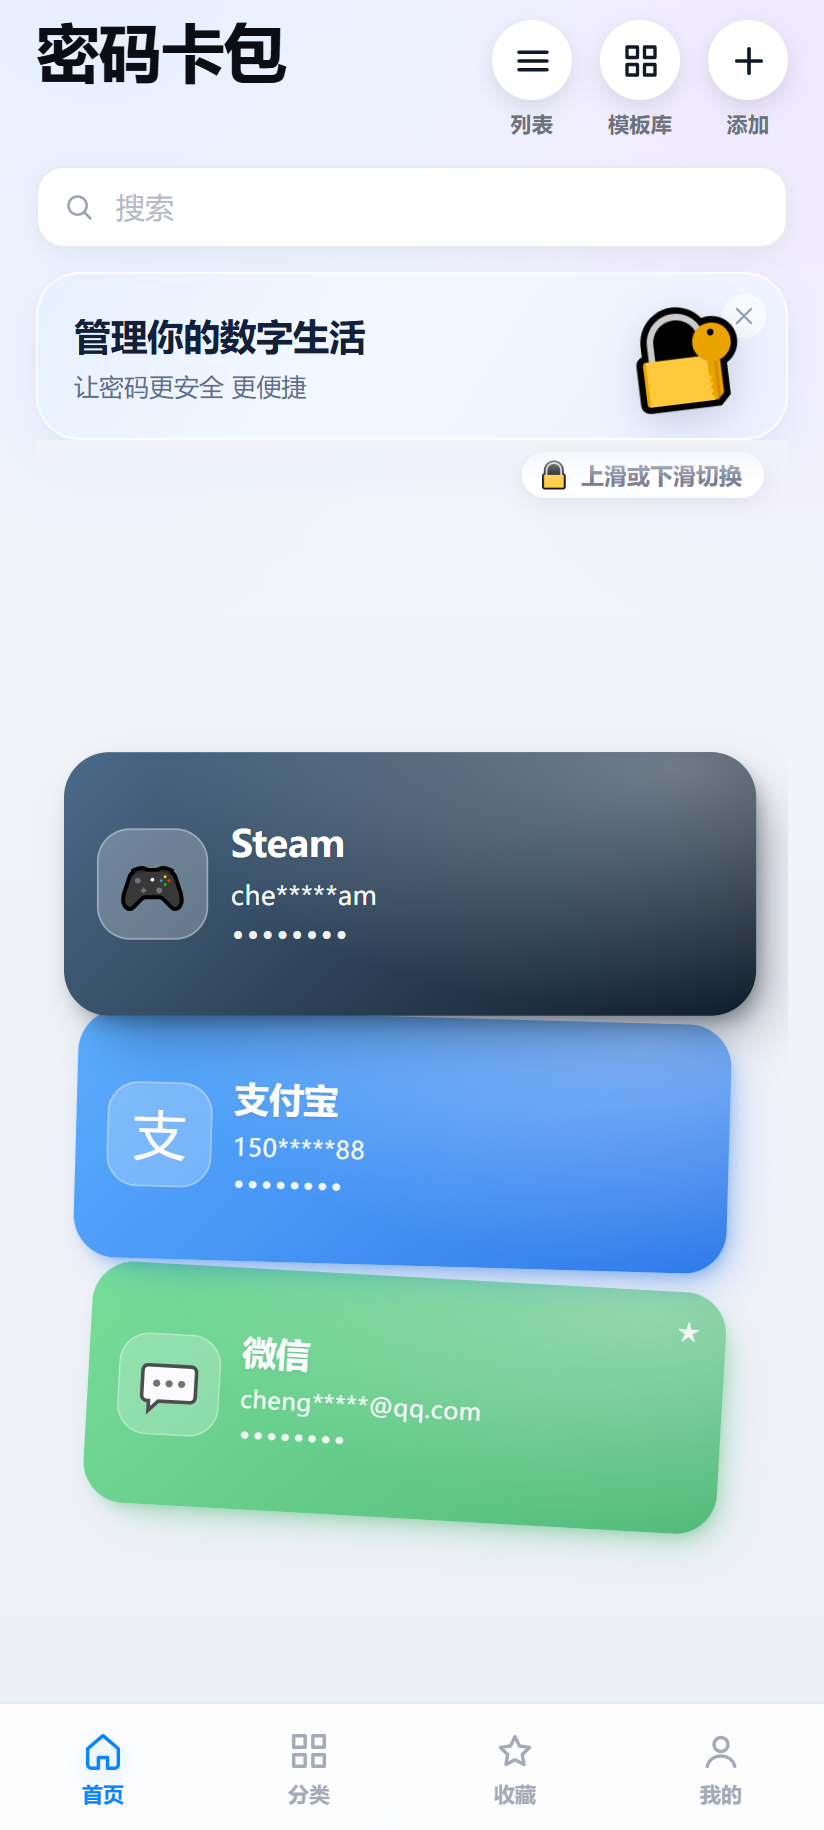 密码卡包
列表
模板库
添加
搜索
管理你的数字生活
让密码更安全 更便捷
上滑或下滑切换
Steam
che*****am
••••••••
支
支付宝
150*****88
••••••••
微信
cheng*****@qq.com
••••••••
首页
分类
收藏
我的